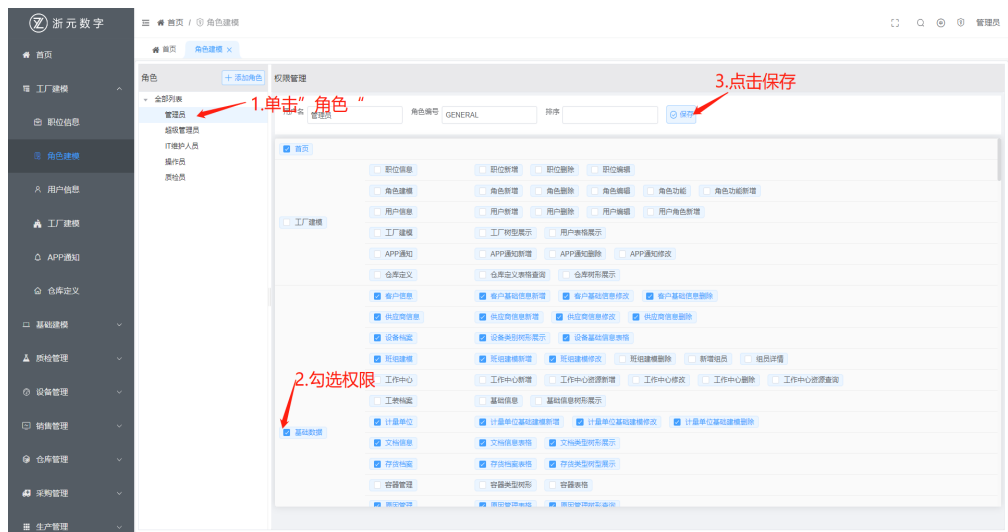 浙元数字
首页 / 角色建模
管理员
首页
角色建模 ×
首页
工厂建模
职位信息
角色建模
用户信息
工厂建模
APP通知
仓库定义
基础建模
质检管理
设备管理
销售管理
仓库管理
采购管理
生产管理
角色
+ 添加角色
全部列表
管理员
超级管理员
IT维护人员
操作员
质检员
1.单击”角色“
2.勾选权限
3.点击保存
权限管理
用户名 管理员 角色编号 GENERAL 排序 保存
首页
工厂建模
职位信息 职位新增 职位删除 职位编辑
角色建模 角色新增 角色删除 角色编辑 角色功能 角色功能新增
用户信息 用户新增 用户删除 用户编辑 用户角色新增
工厂建模 工厂树型展示 用户表格展示
APP通知 APP通知新增 APP通知删除 APP通知修改
仓库定义 仓库定义表格查询 仓库树形展示
基础数据
客户信息 客户基础信息新增 客户基础信息修改 客户基础信息删除
供应商信息 供应商信息新增 供应商信息修改 供应商信息删除
设备档案 设备类别树形展示 设备基础信息表格
班组建模 班组建模新增 班组建模修改 班组建模删除 新增组员 组员详情
工作中心 工作中心新增 工作中心资源新增 工作中心修改 工作中心删除 工作中心资源查询
工装档案 基础信息 基础信息树形展示
计量单位 计量单位基础建模新增 计量单位基础建模修改 计量单位基础建模删除
文档信息 文档信息表格 文档类型树形展示
存货档案 存货档案表格 存货类型树型展示
容器管理 容器类型树形 容器表格
原因管理 原因管理表格 原因管理树形查询